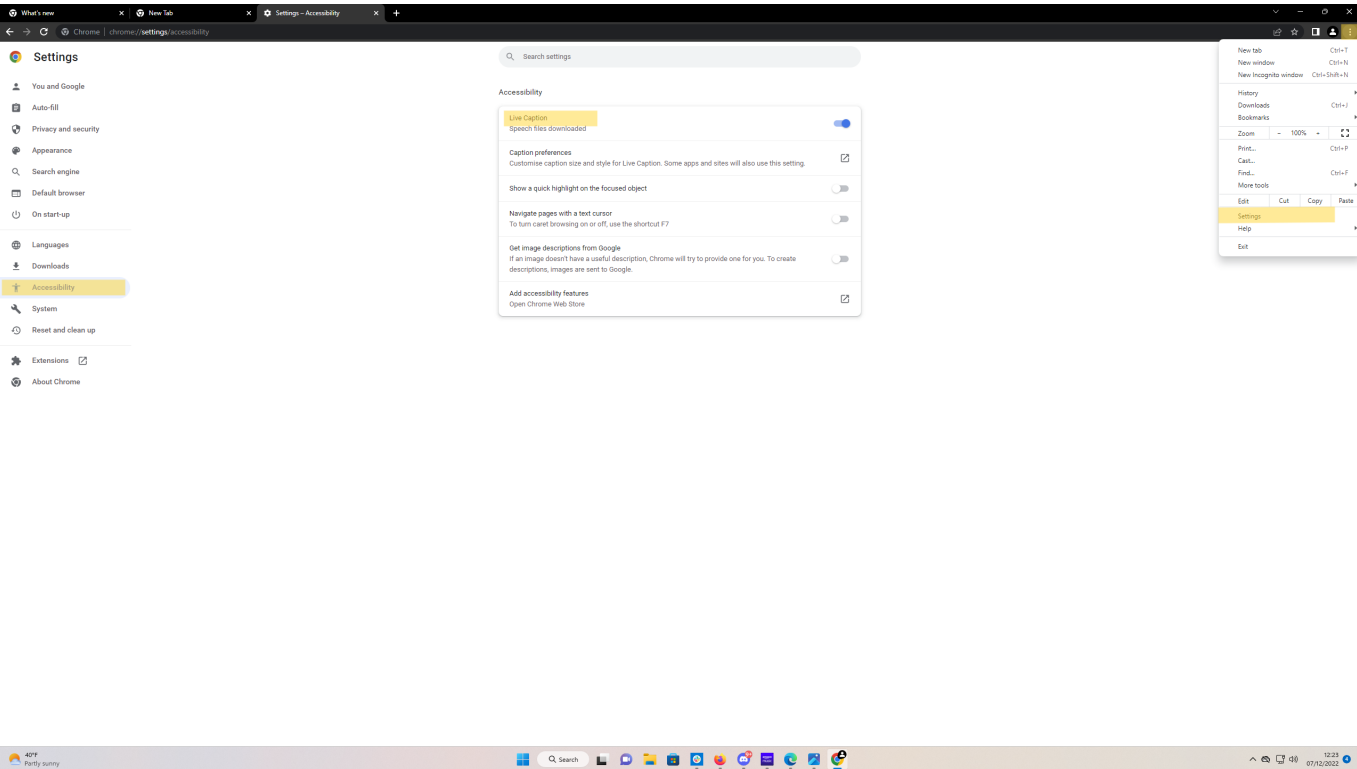 What's new
New Tab
Settings – Accessibility
Chrome | chrome://settings/accessibility
Settings
Search settings
You and Google
Auto-fill
Privacy and security
Appearance
Search engine
Default browser
On start-up
Languages
Downloads
Accessibility
System
Reset and clean up
Extensions
About Chrome
Accessibility
Live Caption
Speech files downloaded
Caption preferences
Customise caption size and style for Live Caption. Some apps and sites will also use this setting.
Show a quick highlight on the focused object
Navigate pages with a text cursor
To turn caret browsing on or off, use the shortcut F7
Get image descriptions from Google
If an image doesn't have a useful description, Chrome will try to provide one for you. To create
descriptions, images are sent to Google.
Add accessibility features
Open Chrome Web Store
New tab Ctrl+T
New window Ctrl+N
New Incognito window Ctrl+Shift+N
History
Downloads Ctrl+J
Bookmarks
Zoom - 100% +
Print... Ctrl+P
Cast...
Find... Ctrl+F
More tools
Edit Cut Copy Paste
Settings
Help
Exit
40°F
Partly sunny
Search
12:23
07/12/2022
4